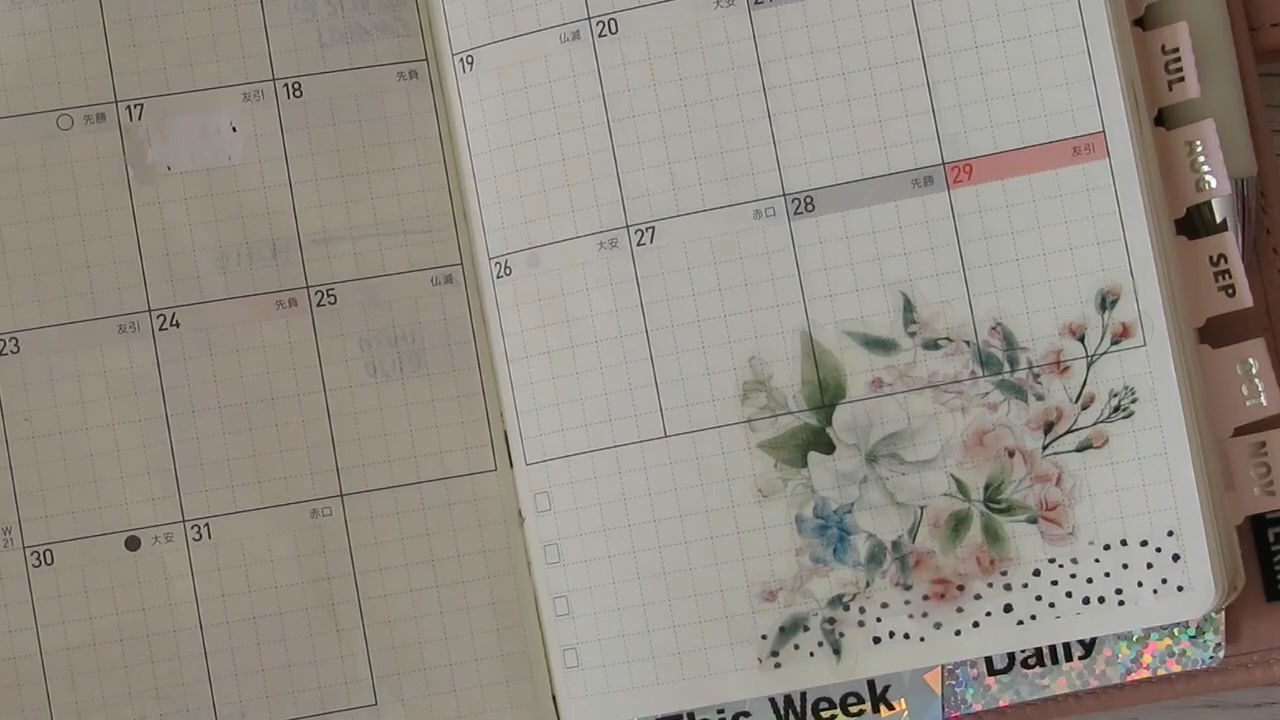 19 仏滅
20 大安
先勝
17 友引
18 先負
26 大安
27 赤口
28 先勝
29 友引
23 友引
24 先負
25 仏滅
W
21
30 大安
31 赤口
JUL
AUG
SEP
OCT
NOV
This Week
Daily